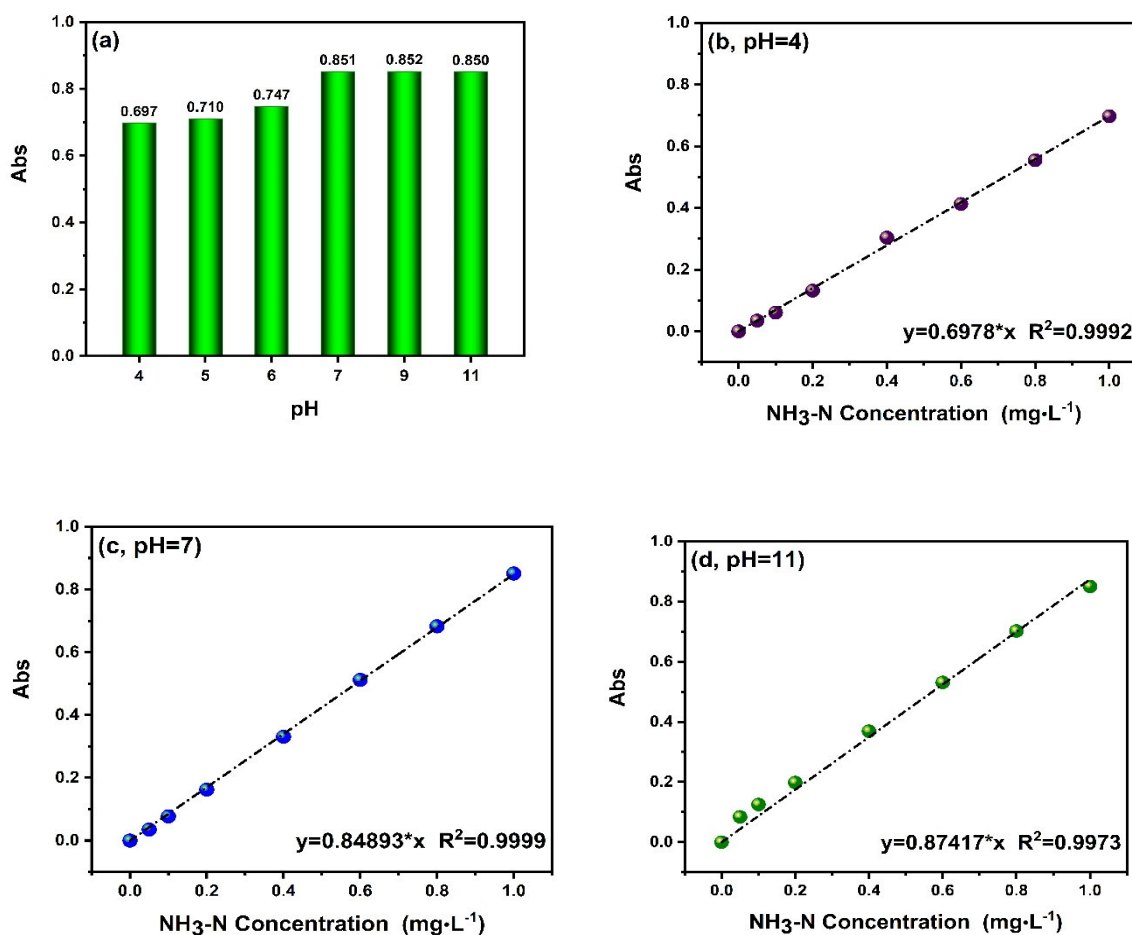 (a)
Abs
1.0
0.8
0.6
0.4
0.2
0.0
0.697
0.710
0.747
0.851
0.852
0.850
4 5 6 7 9 11
pH
(b, pH=4)
Abs
1.0
0.8
0.6
0.4
0.2
0.0
y=0.6978*x R²=0.9992
0.0 0.2 0.4 0.6 0.8 1.0
NH₃-N Concentration (mg·L⁻¹)
(c, pH=7)
Abs
1.0
0.8
0.6
0.4
0.2
0.0
y=0.84893*x R²=0.9999
0.0 0.2 0.4 0.6 0.8 1.0
NH₃-N Concentration (mg·L⁻¹)
(d, pH=11)
Abs
1.0
0.8
0.6
0.4
0.2
0.0
y=0.87417*x R²=0.9973
0.0 0.2 0.4 0.6 0.8 1.0
NH₃-N Concentration (mg·L⁻¹)